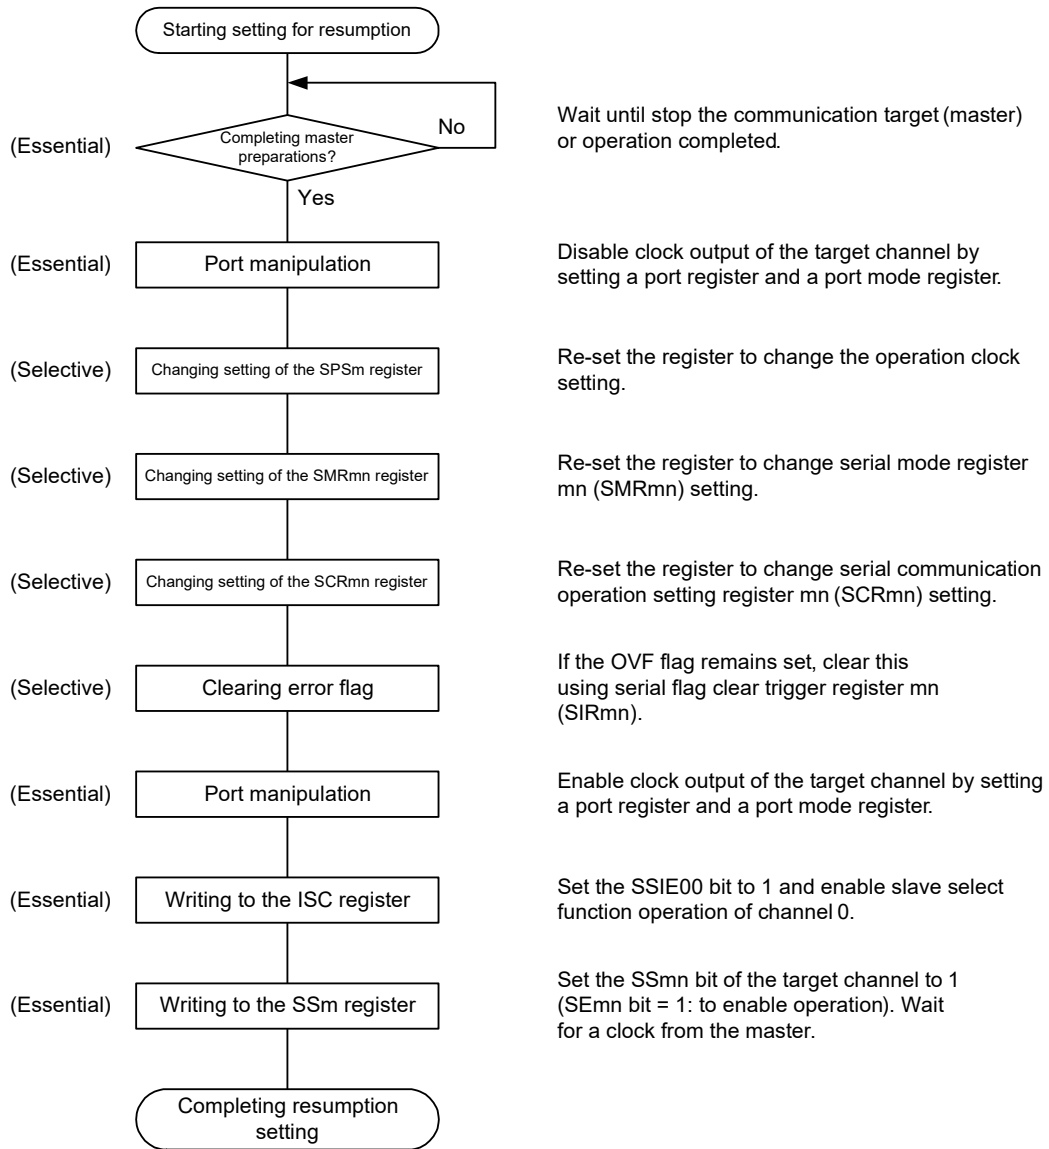 Starting setting for resumption
(Essential)
Completing master
preparations?
No
Wait until stop the communication target (master)
or operation completed.
Yes
(Essential)
Port manipulation
Disable clock output of the target channel by
setting a port register and a port mode register.
(Selective)
Changing setting of the SPSm register
Re-set the register to change the operation clock
setting.
(Selective)
Changing setting of the SMRmn register
Re-set the register to change serial mode register
mn (SMRmn) setting.
(Selective)
Changing setting of the SCRmn register
Re-set the register to change serial communication
operation setting register mn (SCRmn) setting.
(Selective)
Clearing error flag
If the OVF flag remains set, clear this
using serial flag clear trigger register mn
(SIRmn).
(Essential)
Port manipulation
Enable clock output of the target channel by setting
a port register and a port mode register.
(Essential)
Writing to the ISC register
Set the SSIE00 bit to 1 and enable slave select
function operation of channel 0.
(Essential)
Writing to the SSm register
Set the SSmn bit of the target channel to 1
(SEmn bit = 1: to enable operation). Wait
for a clock from the master.
Completing resumption
setting